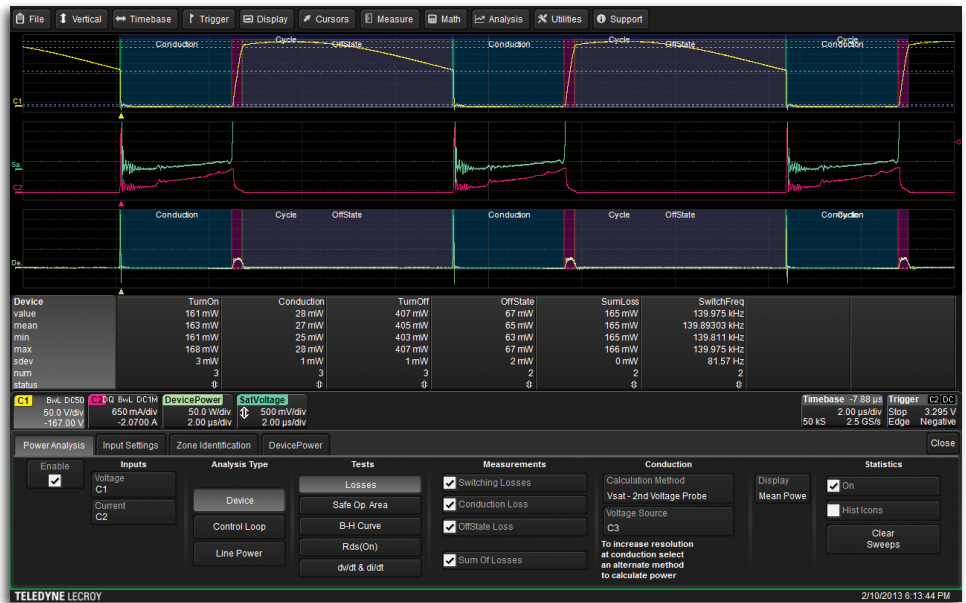 File Vertical Timebase Trigger Display Cursors Measure Math Analysis Utilities Support
Conduction Cycle OffState Conduction Cycle OffState Cycle Conduction
C1
Sa.
C2
Conduction Cycle OffState Conduction Cycle OffState Conduction
De.
Device TurnOn Conduction TurnOff OffState SumLoss SwitchFreq
value 161 mW 28 mW 407 mW 67 mW 165 mW 139.975 kHz
mean 163 mW 27 mW 405 mW 65 mW 165 mW 139.89303 kHz
min 161 mW 25 mW 403 mW 63 mW 165 mW 139.811 kHz
max 168 mW 28 mW 407 mW 67 mW 166 mW 139.975 kHz
sdev 3 mW 1 mW 1 mW 2 mW 0 mW 81.57 Hz
num 3 3 3 2 2 2
status
C1 BwL DC50 C2 DQ BwL DC1M DevicePower SatVoltage Timebase -7.88 µs Trigger C2 DC
50.0 V/div 650 mA/div 50.0 W/div 500 mV/div 2.00 µs/div Stop 3.295 V
-167.00 V -2.0700 A 2.00 µs/div 2.00 µs/div 50 kS 2.5 GS/s Edge Negative
Power Analysis Input Settings Zone Identification DevicePower Close
Enable Inputs Analysis Type Tests Measurements Conduction Statistics
Voltage
C1
Current
C2
Device
Control Loop
Line Power
Losses
Safe Op. Area
B-H Curve
Rds(On)
dv/dt & di/dt
Switching Losses
Conduction Loss
OffState Loss
Sum Of Losses
Calculation Method
Vsat - 2nd Voltage Probe
Voltage Source
C3
To increase resolution
at conduction select
an alternate method
to calculate power
Display
Mean Powe
On
Hist Icons
Clear
Sweeps
TELEDYNE LECROY 2/10/2013 6:13:44 PM